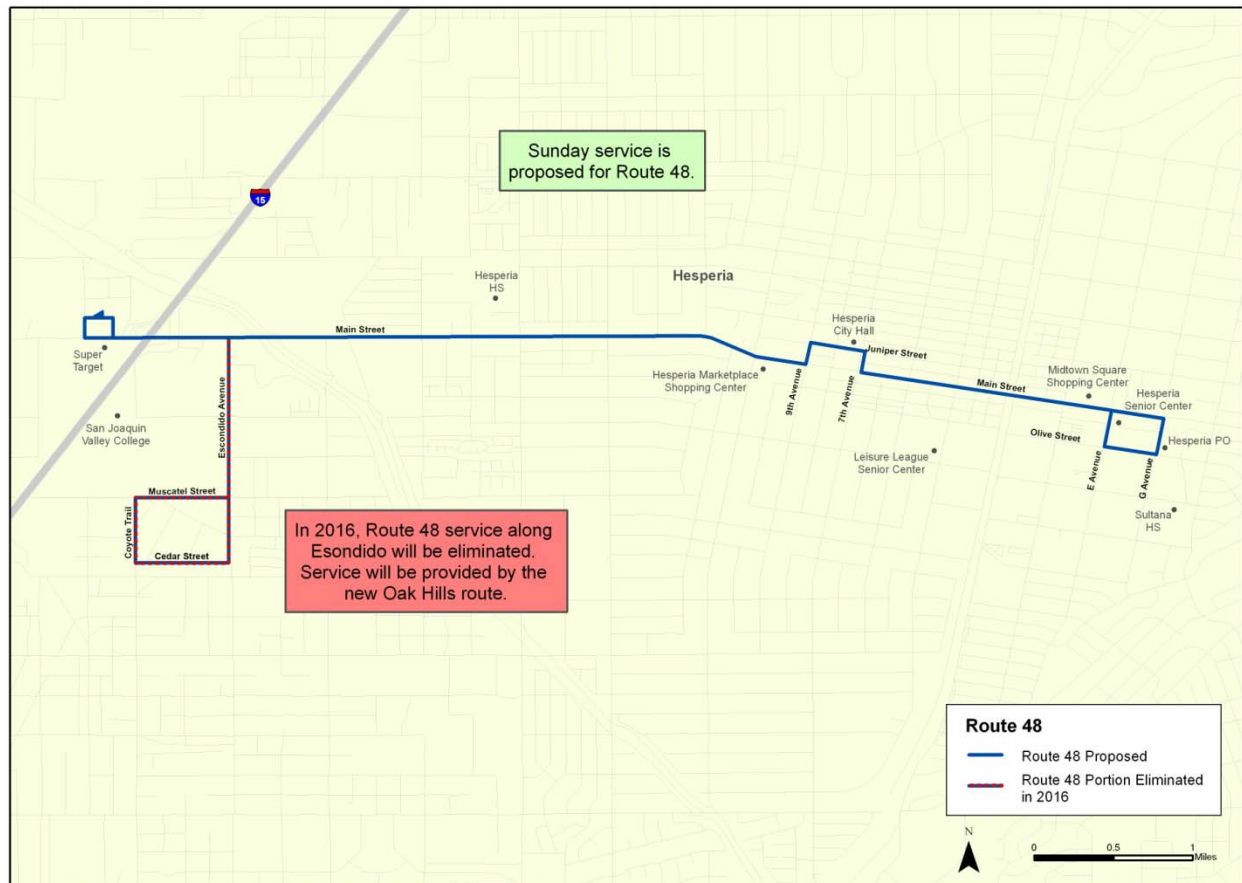 Sunday service is
proposed for Route 48.
15
Hesperia
HS
Hesperia
Hesperia
City Hall
Juniper Street
Main Street
Super
Target
Hesperia Marketplace
Shopping Center
9th Avenue
7th Avenue
Main Street
Midtown Square
Shopping Center
Hesperia
Senior Center
San Joaquin
Valley College
Escondido Avenue
Olive Street
E Avenue
G Avenue
Hesperia PO
Leisure League
Senior Center
Sultana
HS
Muscatel Street
Coyote Trail
Cedar Street
In 2016, Route 48 service along
Esondido will be eliminated.
Service will be provided by the
new Oak Hills route.
Route 48
Route 48 Proposed
Route 48 Portion Eliminated
in 2016
N
0 0.5 1
Miles